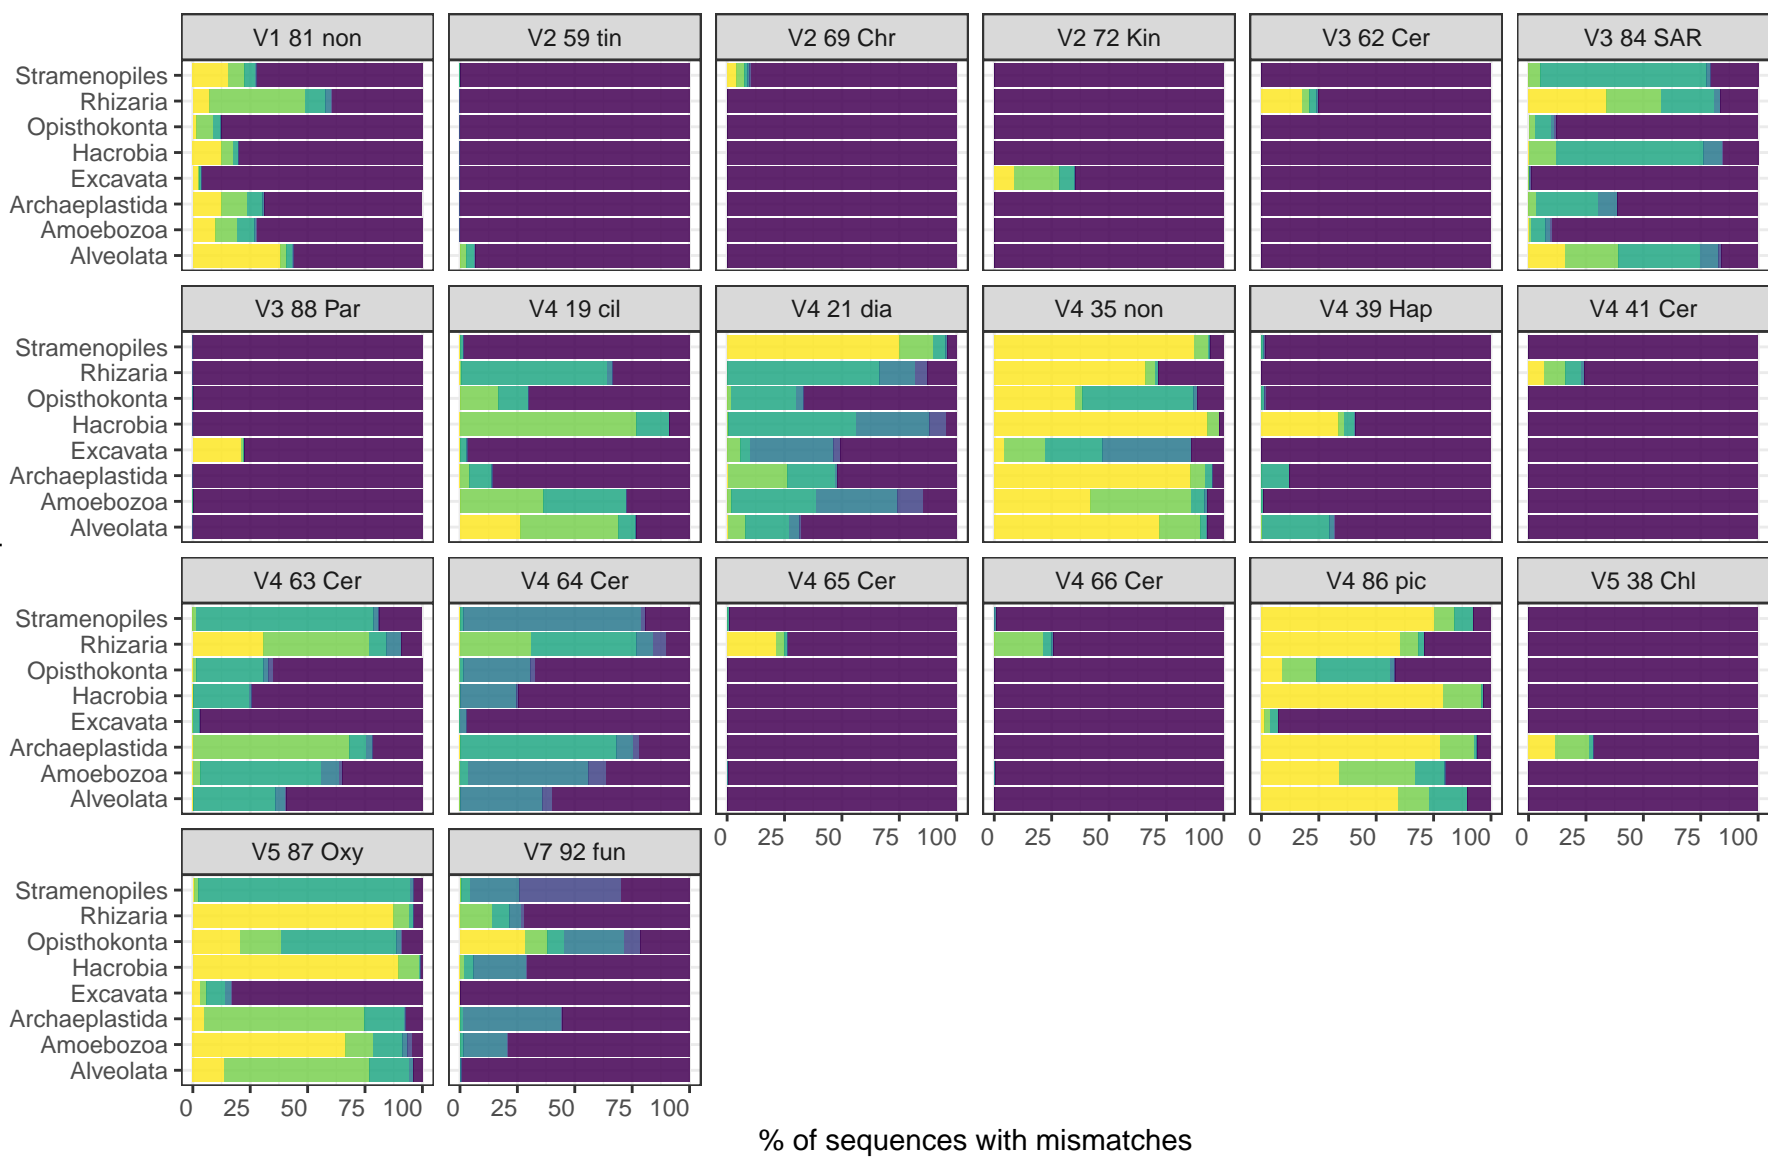 V1 81 non V2 59 tin V2 69 Chr V2 72 Kin V3 62 Cer V3 84 SAR
Stramenopiles
Rhizaria
Opisthokonta
Hacrobia
Excavata
Archaeplastida
Amoebozoa
Alveolata
V3 88 Par V4 19 cil V4 21 dia V4 35 non V4 39 Hap V4 41 Cer
Stramenopiles
Rhizaria
Opisthokonta
Hacrobia
Excavata
Archaeplastida
Amoebozoa
Alveolata
V4 63 Cer V4 64 Cer V4 65 Cer V4 66 Cer V4 86 pic V5 38 Chl
Stramenopiles
Rhizaria
Opisthokonta
Hacrobia
Excavata
Archaeplastida
Amoebozoa
Alveolata
0 25 50 75 100 0 25 50 75 100 0 25 50 75 100 0 25 50 75 100
V5 87 Oxy V7 92 fun
Stramenopiles
Rhizaria
Opisthokonta
Hacrobia
Excavata
Archaeplastida
Amoebozoa
Alveolata
0 25 50 75 100 0 25 50 75 100
% of sequences with mismatches